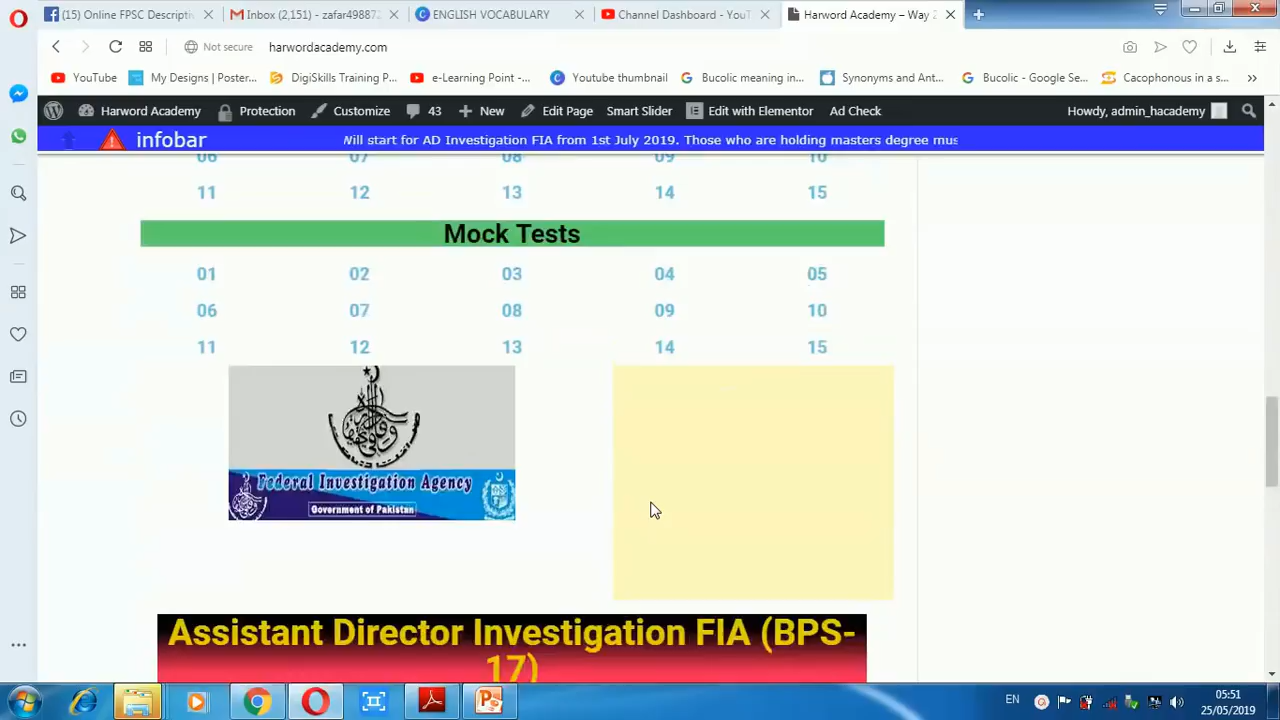 (15) Online FPSC Descripti
Inbox (2,151) - zafar49887
ENGLISH VOCABULARY
Channel Dashboard - YouT
Harword Academy – Way 2
Not secure harwordacademy.com
YouTube
My Designs | Poster...
DigiSkills Training P...
e-Learning Point -...
Youtube thumbnail
Bucolic meaning in...
Synonyms and Ant...
Bucolic - Google Se...
Cacophonous in a s...
Harword Academy
Protection
Customize
43
New
Edit Page
Smart Slider
Edit with Elementor
Ad Check
Howdy, admin_hacademy
infobar
Will start for AD Investigation FIA from 1st July 2019. Those who are holding masters degree mus
06 07 08 09 10
11 12 13 14 15
Mock Tests
01 02 03 04 05
06 07 08 09 10
11 12 13 14 15
Federal Investigation Agency
Government of Pakistan
Assistant Director Investigation FIA (BPS-
17)
EN
05:51
25/05/2019